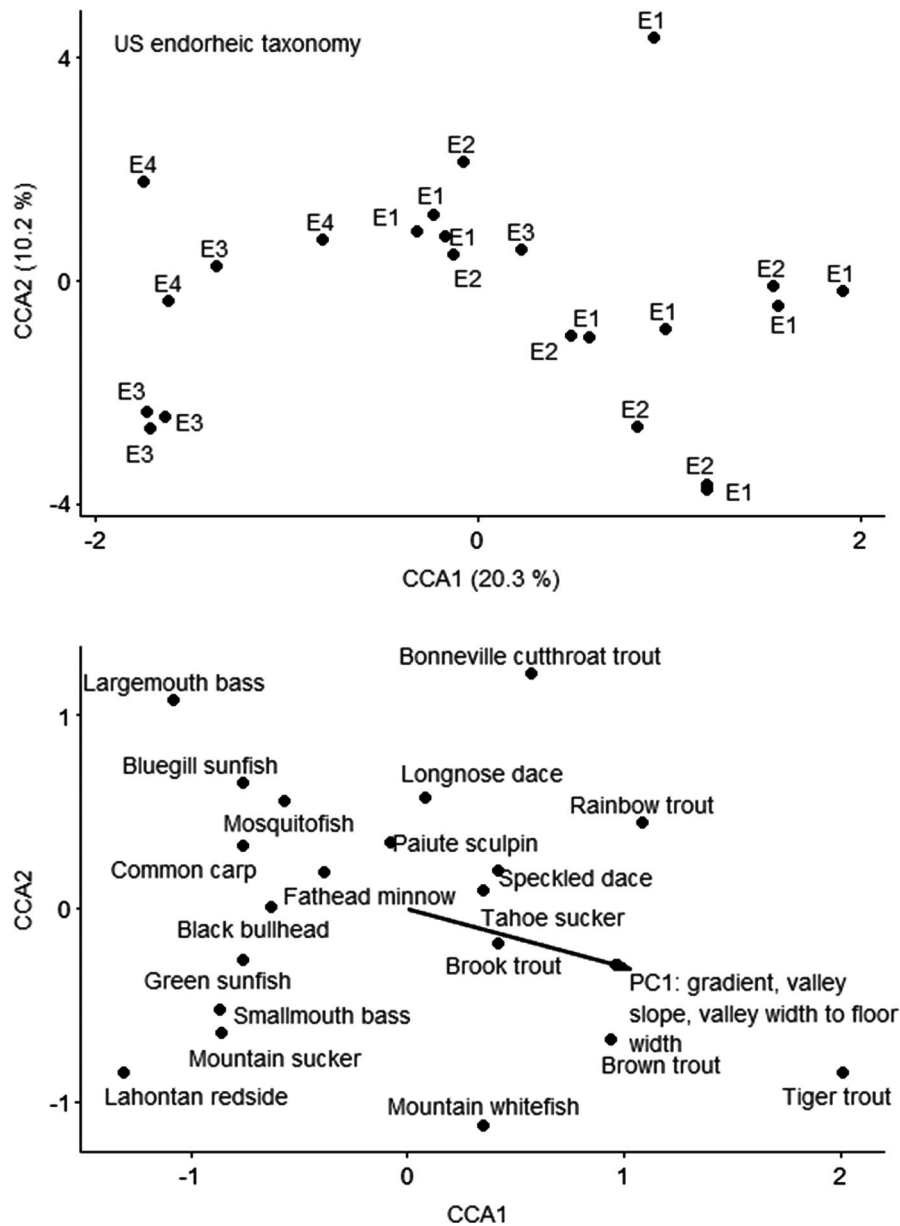 US endorheic taxonomy
E1
4
E2
E4
E1
E4
E1
E3
E1
E3
E2
0
E4
E2
E1
E1
E1
E2
E1
E3
E3
E2
E3
E2
E1
-4
-2
0
2
CCA1 (20.3 %)
CCA2 (10.2 %)
Bonneville cutthroat trout
Largemouth bass
1
Bluegill sunfish
Longnose dace
Rainbow trout
Mosquitofish
Paiute sculpin
Common carp
Speckled dace
Fathead minnow
0
Tahoe sucker
Black bullhead
Brook trout
Green sunfish
PC1: gradient, valley
slope, valley width to floor
width
Smallmouth bass
Mountain sucker
Brown trout
Lahontan redside
Mountain whitefish
Tiger trout
-1
-1
0
1
2
CCA1
CCA2